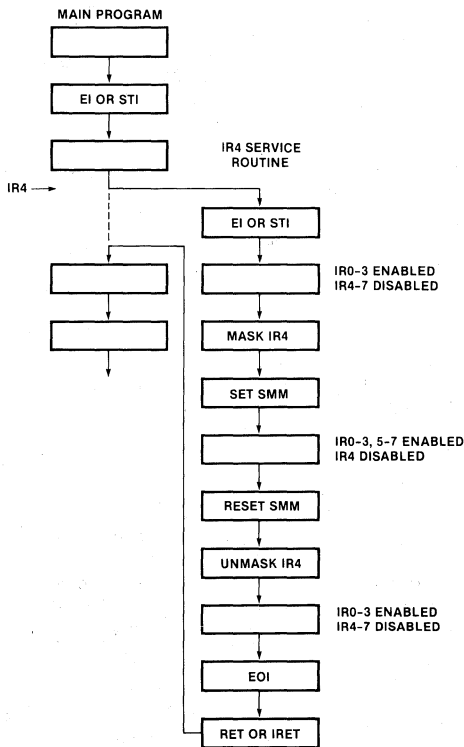 MAIN PROGRAM
EI OR STI
IR4 SERVICE
ROUTINE
IR4
EI OR STI
IR0-3 ENABLED
IR4-7 DISABLED
MASK IR4
SET SMM
IR0-3, 5-7 ENABLED
IR4 DISABLED
RESET SMM
UNMASK IR4
IR0-3 ENABLED
IR4-7 DISABLED
EOI
RET OR IRET